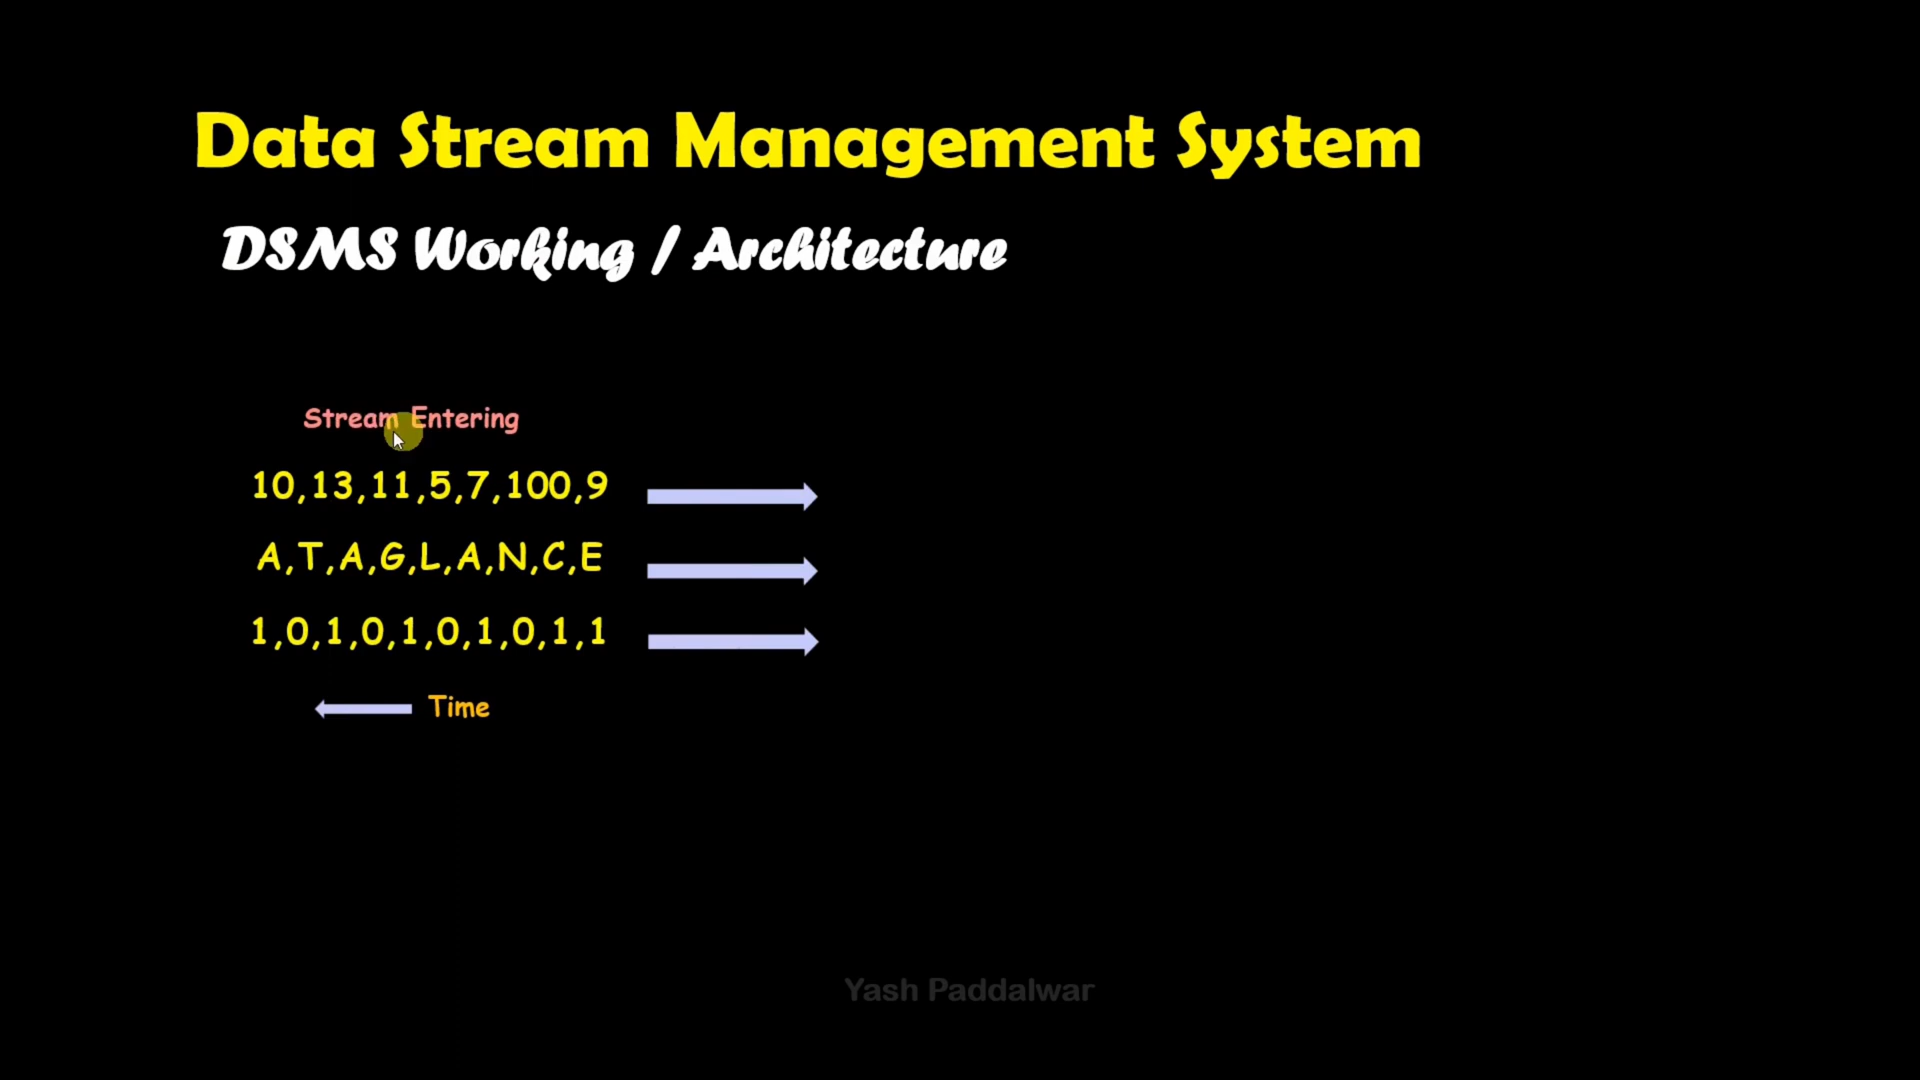 Data Stream Management System
DSMS Working / Architecture
Stream Entering
10,13,11,5,7,100,9
A,T,A,G,L,A,N,C,E
1,0,1,0,1,0,1,0,1,1
Time
Yash Paddalwar